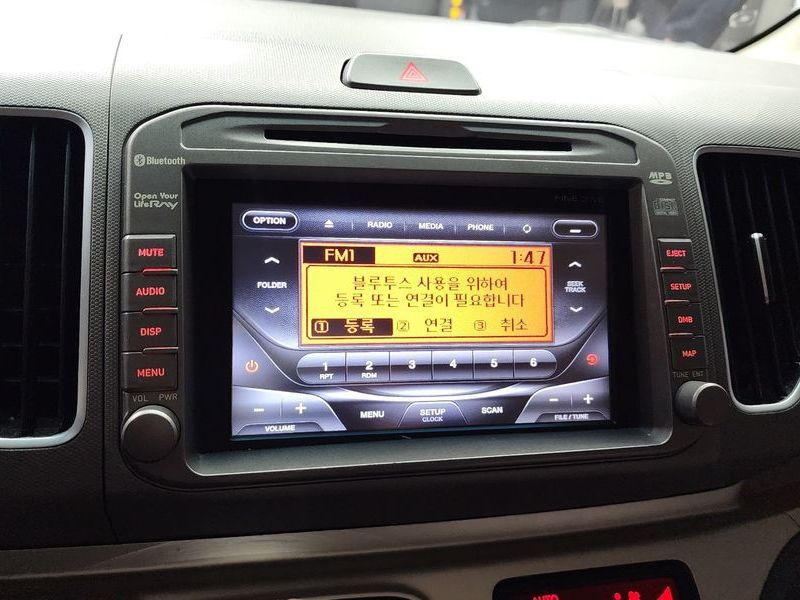 Bluetooth
MP3
Open Your
LifeRay
FINE DIGITAL
MUTE
AUDIO
DISP
MENU
VOL PWR
EJECT
SETUP
DMB
MAP
TUNE ENT
OPTION
RADIO
MEDIA
PHONE
FM1 AUX 1:47
블루투스 사용을 위하여
등록 또는 연결이 필요합니다
① 등록 ② 연결 ③ 취소
FOLDER
SEEK
TRACK
1 2 3 4 5 6
RPT RDM
- +
VOLUME
MENU
SETUP
CLOCK
SCAN
- +
FILE/TUNE
AUTO